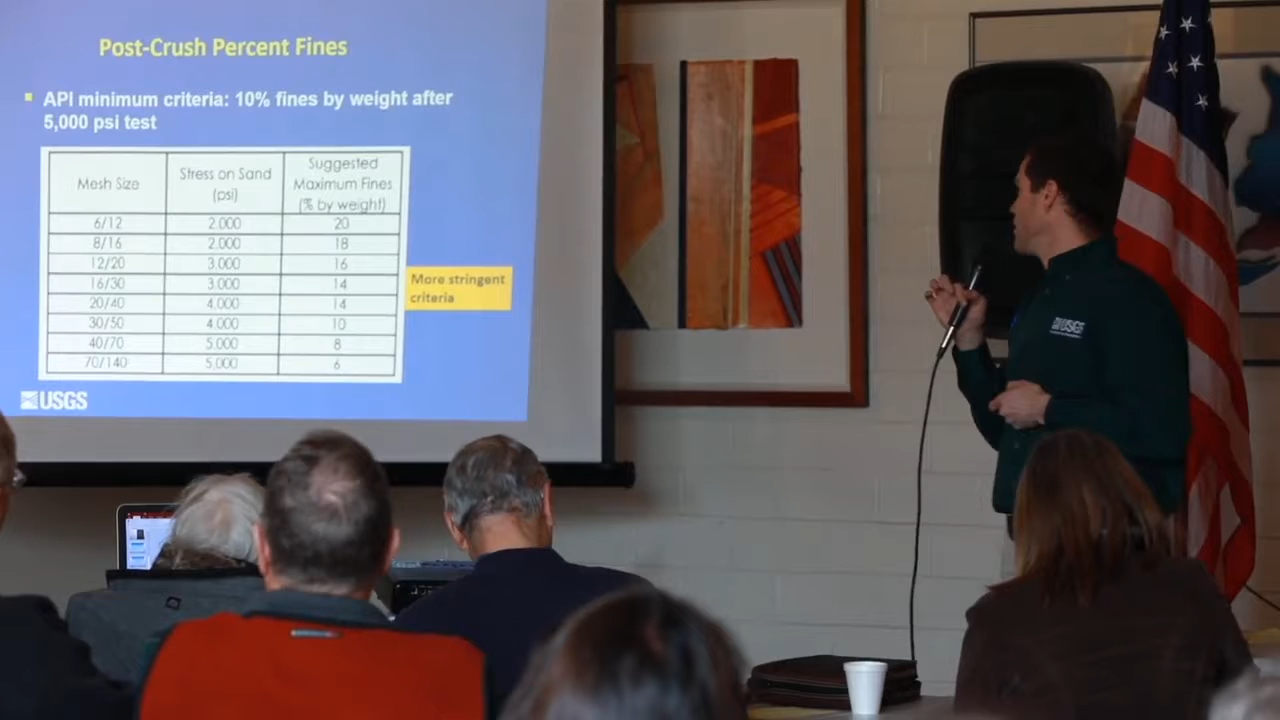 Post-Crush Percent Fines
API minimum criteria: 10% fines by weight after
5,000 psi test
Mesh Size
Stress on Sand
(psi)
Suggested
Maximum Fines
(% by weight)
6/12 2,000 20
8/16 2,000 18
12/20 3,000 16
16/30 3,000 14
20/40 4,000 14
30/50 4,000 10
40/70 5,000 8
70/140 5,000 6
More stringent
criteria
USGS
USGS